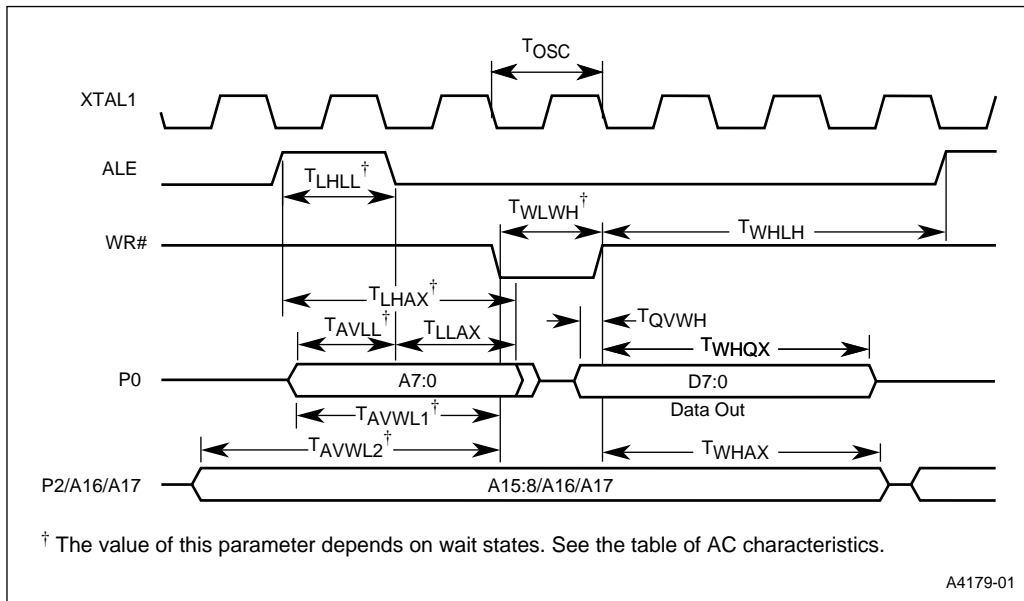 TOSC
XTAL1
ALE
TLHLL†
TWLWH†
TWHLH
WR#
TLHAX†
TAVLL†
TLLAX
TQVWH
TWHQX
P0
A7:0
D7:0
Data Out
TAVWL1†
TAVWL2†
TWHAX
P2/A16/A17
A15:8/A16/A17
† The value of this parameter depends on wait states. See the table of AC characteristics.
A4179-01